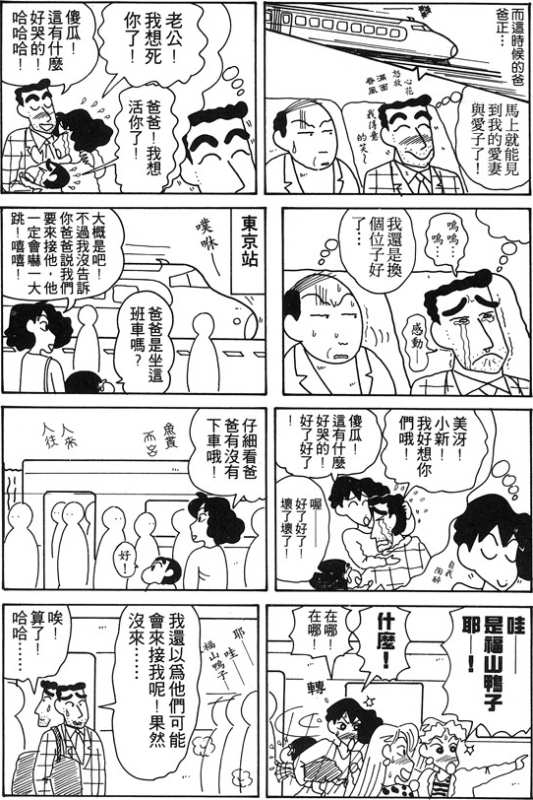 而這時候的爸
爸正…
馬上就能見
到我的愛妻
與愛子了！
心花
怒放
滿面
春風
我得意
的笑～
老公！
我想死
你了！
傻瓜！
這有什麼
好哭的！
哈哈哈！
爸爸！我想
活你了！
嗚嗚…
嗚…
我還是換
個位子好
了…
感動—
東京站
噗咻—
爸爸是坐這
班車嗎？
大概是吧！
不過我沒告訴
你爸爸說我們
要來接他，他
一定會嚇一大
跳！嘻嘻！
美冴！
小新！
我好想你
們哦！
傻瓜！
這有什麼
好哭的！
好了好了
喔——
好了好了！
壞了壞了！
自我
陶醉
仔細看爸
爸有沒有
下車哦！
魚貫
而出
人來
人往
好！
哇——
是福山鴨子
耶——！
什麼！
在哪！
在哪！
轉
耶—哇—
福山鴨子
我還以為他們可能
會來接我呢！果然
沒來……
唉！
算了！
哈哈……